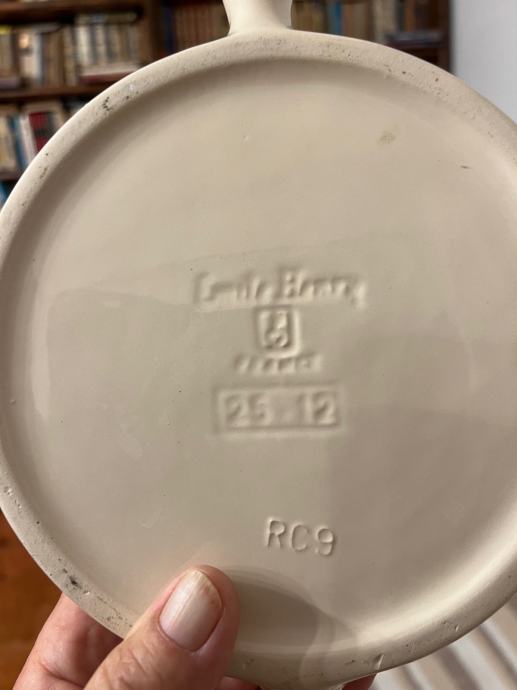 Emile Henry
FRANCE
25.12
RC9